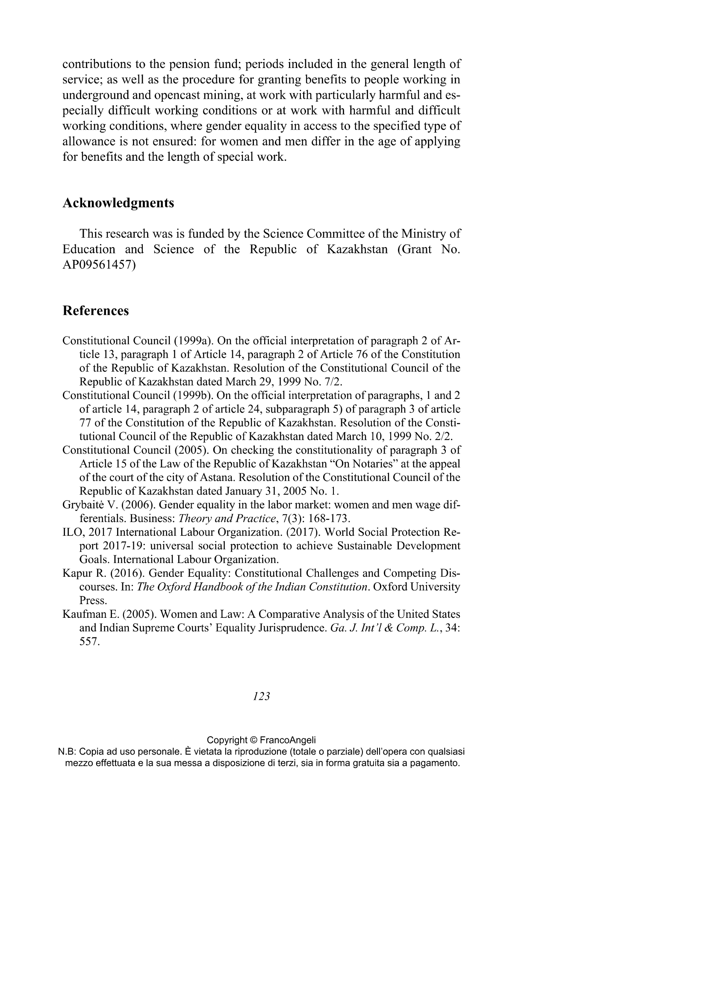 contributions to the pension fund; periods included in the general length of
service; as well as the procedure for granting benefits to people working in
underground and opencast mining, at work with particularly harmful and es-
pecially difficult working conditions or at work with harmful and difficult
working conditions, where gender equality in access to the specified type of
allowance is not ensured: for women and men differ in the age of applying
for benefits and the length of special work.
Acknowledgments
This research was is funded by the Science Committee of the Ministry of
Education and Science of the Republic of Kazakhstan (Grant No.
AP09561457)
References
Constitutional Council (1999a). On the official interpretation of paragraph 2 of Ar-
ticle 13, paragraph 1 of Article 14, paragraph 2 of Article 76 of the Constitution
of the Republic of Kazakhstan. Resolution of the Constitutional Council of the
Republic of Kazakhstan dated March 29, 1999 No. 7/2.
Constitutional Council (1999b). On the official interpretation of paragraphs, 1 and 2
of article 14, paragraph 2 of article 24, subparagraph 5) of paragraph 3 of article
77 of the Constitution of the Republic of Kazakhstan. Resolution of the Consti-
tutional Council of the Republic of Kazakhstan dated March 10, 1999 No. 2/2.
Constitutional Council (2005). On checking the constitutionality of paragraph 3 of
Article 15 of the Law of the Republic of Kazakhstan “On Notaries” at the appeal
of the court of the city of Astana. Resolution of the Constitutional Council of the
Republic of Kazakhstan dated January 31, 2005 No. 1.
Grybaitė V. (2006). Gender equality in the labor market: women and men wage dif-
ferentials. Business: Theory and Practice, 7(3): 168-173.
ILO, 2017 International Labour Organization. (2017). World Social Protection Re-
port 2017-19: universal social protection to achieve Sustainable Development
Goals. International Labour Organization.
Kapur R. (2016). Gender Equality: Constitutional Challenges and Competing Dis-
courses. In: The Oxford Handbook of the Indian Constitution. Oxford University
Press.
Kaufman E. (2005). Women and Law: A Comparative Analysis of the United States
and Indian Supreme Courts’ Equality Jurisprudence. Ga. J. Int’l & Comp. L., 34:
557.
123
Copyright © FrancoAngeli
N.B: Copia ad uso personale. È vietata la riproduzione (totale o parziale) dell’opera con qualsiasi
mezzo effettuata e la sua messa a disposizione di terzi, sia in forma gratuita sia a pagamento.